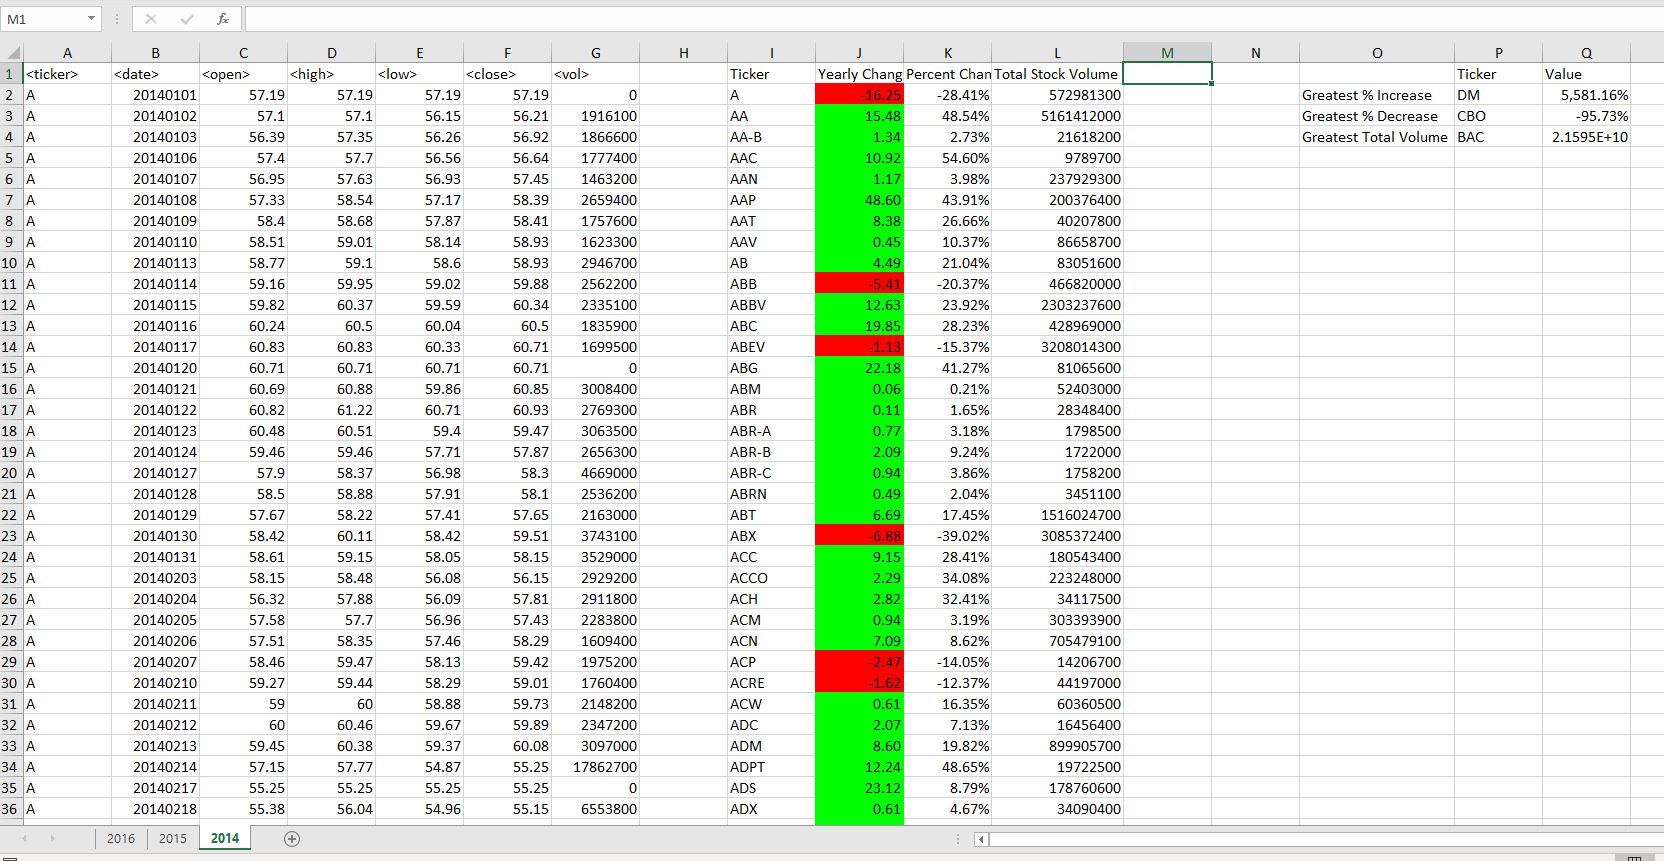 M1 fx
A B C D E F G H I J K L M N O P Q
1 <ticker> <date> <open> <high> <low> <close> <vol> Ticker Yearly Chang Percent Chan Total Stock Volume Ticker Value
2 A 20140101 57.19 57.19 57.19 57.19 0 A -16.25 -28.41% 572981300 Greatest % Increase DM 5,581.16%
3 A 20140102 57.1 57.1 56.15 56.21 1916100 AA 15.48 48.54% 5161412000 Greatest % Decrease CBO -95.73%
4 A 20140103 56.39 57.35 56.26 56.92 1866600 AA-B 1.34 2.73% 21618200 Greatest Total Volume BAC 2.1595E+10
5 A 20140106 57.4 57.7 56.56 56.64 1777400 AAC 10.92 54.60% 9789700
6 A 20140107 56.95 57.63 56.93 57.45 1463200 AAN 1.17 3.98% 237929300
7 A 20140108 57.33 58.54 57.17 58.39 2659400 AAP 48.60 43.91% 200376400
8 A 20140109 58.4 58.68 57.87 58.41 1757600 AAT 8.38 26.66% 40207800
9 A 20140110 58.51 59.01 58.14 58.93 1623300 AAV 0.45 10.37% 86658700
10 A 20140113 58.77 59.1 58.6 58.93 2946700 AB 4.49 21.04% 83051600
11 A 20140114 59.16 59.95 59.02 59.88 2562200 ABB -5.41 -20.37% 466820000
12 A 20140115 59.82 60.37 59.59 60.34 2335100 ABBV 12.63 23.92% 2303237600
13 A 20140116 60.24 60.5 60.04 60.5 1835900 ABC 19.85 28.23% 428969000
14 A 20140117 60.83 60.83 60.33 60.71 1699500 ABEV -1.13 -15.37% 3208014300
15 A 20140120 60.71 60.71 60.71 60.71 0 ABG 22.18 41.27% 81065600
16 A 20140121 60.69 60.88 59.86 60.85 3008400 ABM 0.06 0.21% 52403000
17 A 20140122 60.82 61.22 60.71 60.93 2769300 ABR 0.11 1.65% 28348400
18 A 20140123 60.48 60.51 59.4 59.47 3063500 ABR-A 0.77 3.18% 1798500
19 A 20140124 59.46 59.46 57.71 57.87 2656300 ABR-B 2.09 9.24% 1722000
20 A 20140127 57.9 58.37 56.98 58.3 4669000 ABR-C 0.94 3.86% 1758200
21 A 20140128 58.5 58.88 57.91 58.1 2536200 ABRN 0.49 2.04% 3451100
22 A 20140129 57.67 58.22 57.41 57.65 2163000 ABT 6.69 17.45% 1516024700
23 A 20140130 58.42 60.11 58.42 59.51 3743100 ABX -6.88 -39.02% 3085372400
24 A 20140131 58.61 59.15 58.05 58.15 3529000 ACC 9.15 28.41% 180543400
25 A 20140203 58.15 58.48 56.08 56.15 2929200 ACCO 2.29 34.08% 223248000
26 A 20140204 56.32 57.88 56.09 57.81 2911800 ACH 2.82 32.41% 34117500
27 A 20140205 57.58 57.7 56.96 57.43 2283800 ACM 0.94 3.19% 303393900
28 A 20140206 57.51 58.35 57.46 58.29 1609400 ACN 7.09 8.62% 705479100
29 A 20140207 58.46 59.47 58.13 59.42 1975200 ACP -2.47 -14.05% 14206700
30 A 20140210 59.27 59.44 58.29 59.01 1760400 ACRE -1.62 -12.37% 44197000
31 A 20140211 59 60 58.88 59.73 2148200 ACW 0.61 16.35% 60360500
32 A 20140212 60 60.46 59.67 59.89 2347200 ADC 2.07 7.13% 16456400
33 A 20140213 59.45 60.38 59.37 60.08 3097000 ADM 8.60 19.82% 899905700
34 A 20140214 57.15 57.77 54.87 55.25 17862700 ADPT 12.24 48.65% 19722500
35 A 20140217 55.25 55.25 55.25 55.25 0 ADS 23.12 8.79% 178760600
36 A 20140218 55.38 56.04 54.96 55.15 6553800 ADX 0.61 4.67% 34090400
2016 2015 2014